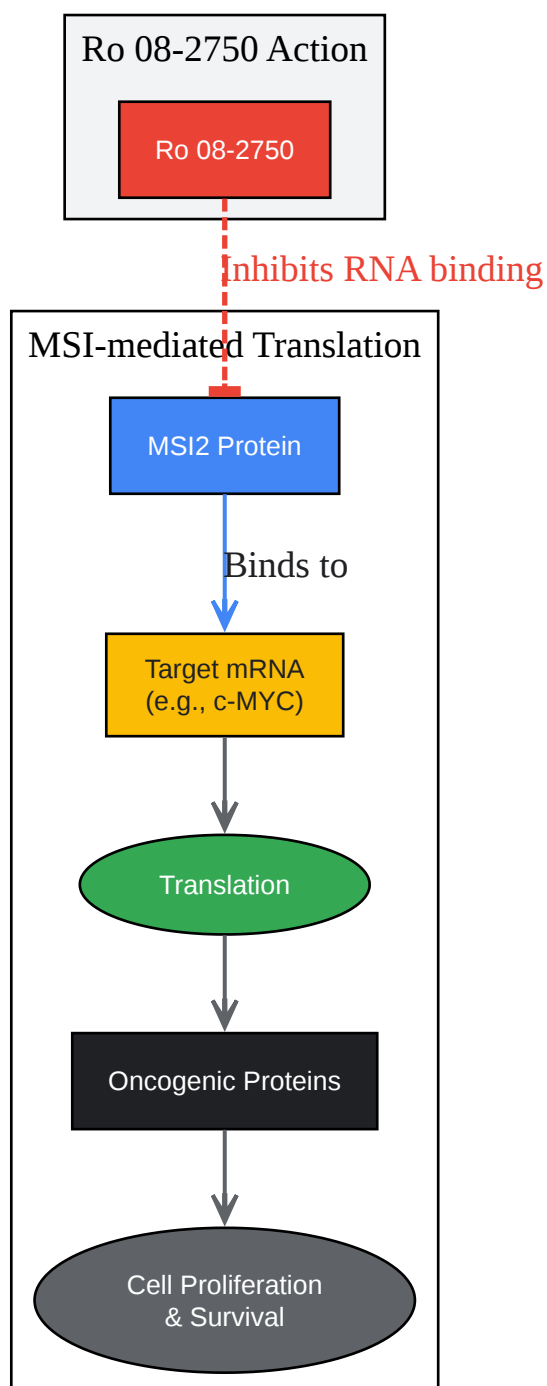 Ro 08-2750 Action
Ro 08-2750
Inhibits RNA binding
MSI-mediated Translation
MSI2 Protein
Binds to
Target mRNA
(e.g., c-MYC)
Translation
Oncogenic Proteins
Cell Proliferation
& Survival